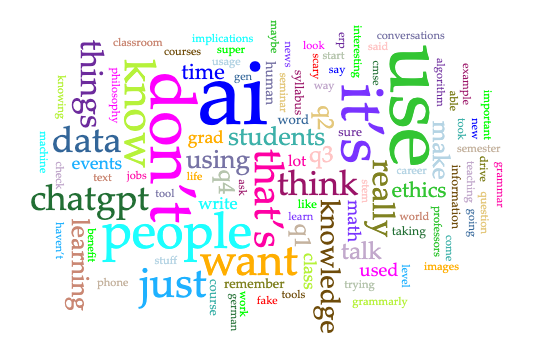 implications
conversations
classroom
courses
super
usage
maybe
news
look
scary
erp
start
say
interesting
said
cmse
things
know
time
gen
human
ai
seminar
syllabus
way
use
algorithm
able
example
took
new
important
knowing
philosophy
don't
word
q2
it's
make
semester
machine
data
grad
students
sure
events
using
that's
lot
q3
really
career
drive
teaching
question
grammar
check
text
jobs
life
q4
ask
think
stem
ethics
information
going
chatgpt
tool
write
like
math
world
professors
haven't
learning
benefit
people
learn
q1
knowledge
talk
taking
come
stuff
want
class
used
level
images
phone
just
course
german
work
remember
fake
tools
trying
grammarly